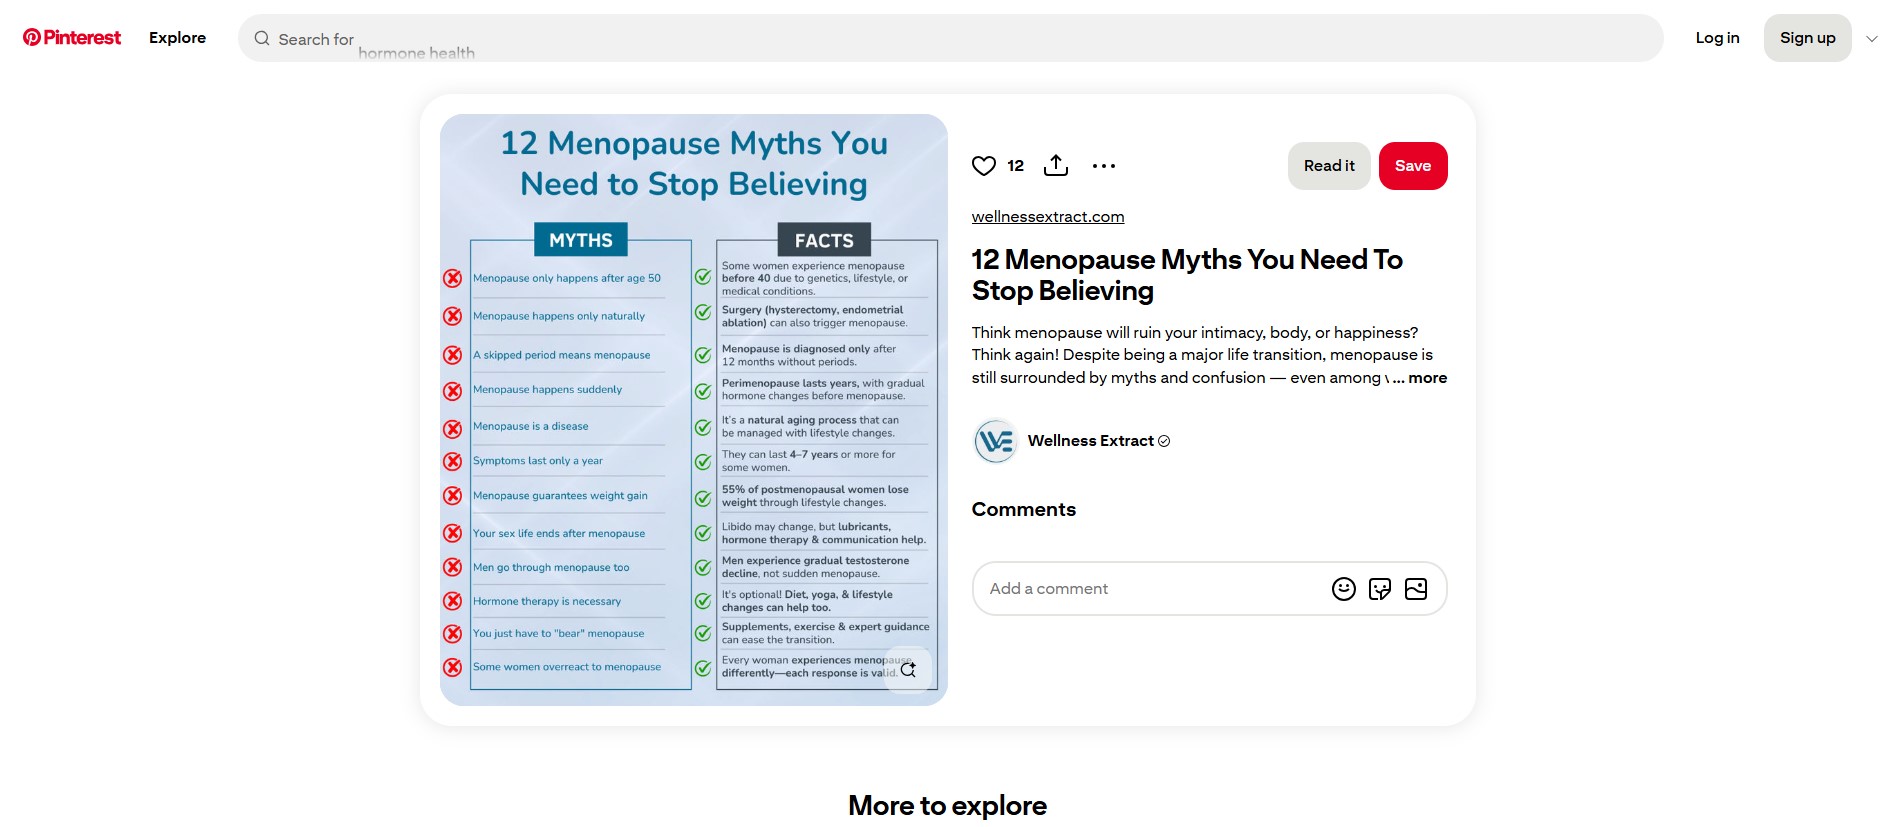 Pinterest
Explore
Search for
hormone health
Log in
Sign up
12 Menopause Myths You
Need to Stop Believing
MYTHS
Menopause only happens after age 50
Menopause happens only naturally
A skipped period means menopause
Menopause happens suddenly
Menopause is a disease
Symptoms last only a year
Menopause guarantees weight gain
Your sex life ends after menopause
Men go through menopause too
Hormone therapy is necessary
You just have to "bear" menopause
Some women overreact to menopause
FACTS
Some women experience menopause
before 40 due to genetics, lifestyle, or
medical conditions.
Surgery (hysterectomy, endometrial
ablation) can also trigger menopause.
Menopause is diagnosed only after
12 months without periods.
Perimenopause lasts years, with gradual
hormone changes before menopause.
It's a natural aging process that can
be managed with lifestyle changes.
They can last 4–7 years or more for
some women.
55% of postmenopausal women lose
weight through lifestyle changes.
Libido may change, but lubricants,
hormone therapy & communication help.
Men experience gradual testosterone
decline, not sudden menopause.
It's optional! Diet, yoga, & lifestyle
changes can help too.
Supplements, exercise & expert guidance
can ease the transition.
Every woman experiences menopause
differently—each response is valid.
12
Read it
Save
wellnessextract.com
12 Menopause Myths You Need To
Stop Believing
Think menopause will ruin your intimacy, body, or happiness?
Think again! Despite being a major life transition, menopause is
still surrounded by myths and confusion — even among ... more
WE
Wellness Extract
Comments
Add a comment
More to explore